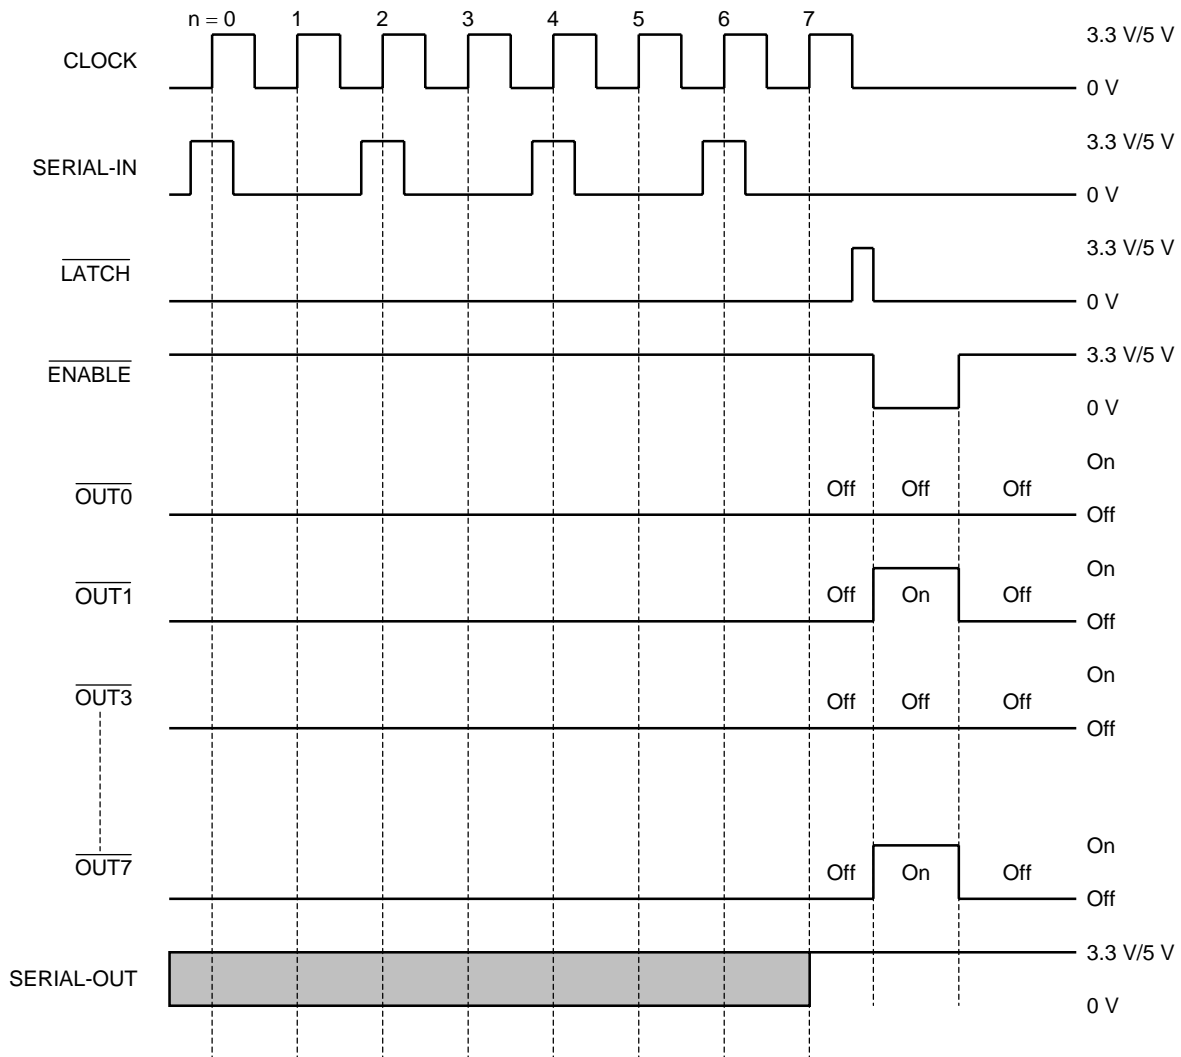 n = 0 1 2 3 4 5 6 7
3.3 V/5 V
CLOCK
0 V
3.3 V/5 V
SERIAL-IN
0 V
3.3 V/5 V
LATCH
0 V
3.3 V/5 V
ENABLE
0 V
On
OUT0 Off Off Off
Off
On
OUT1 Off On Off
Off
On
OUT3 Off Off Off
Off
On
OUT7 Off On Off
Off
3.3 V/5 V
SERIAL-OUT
0 V